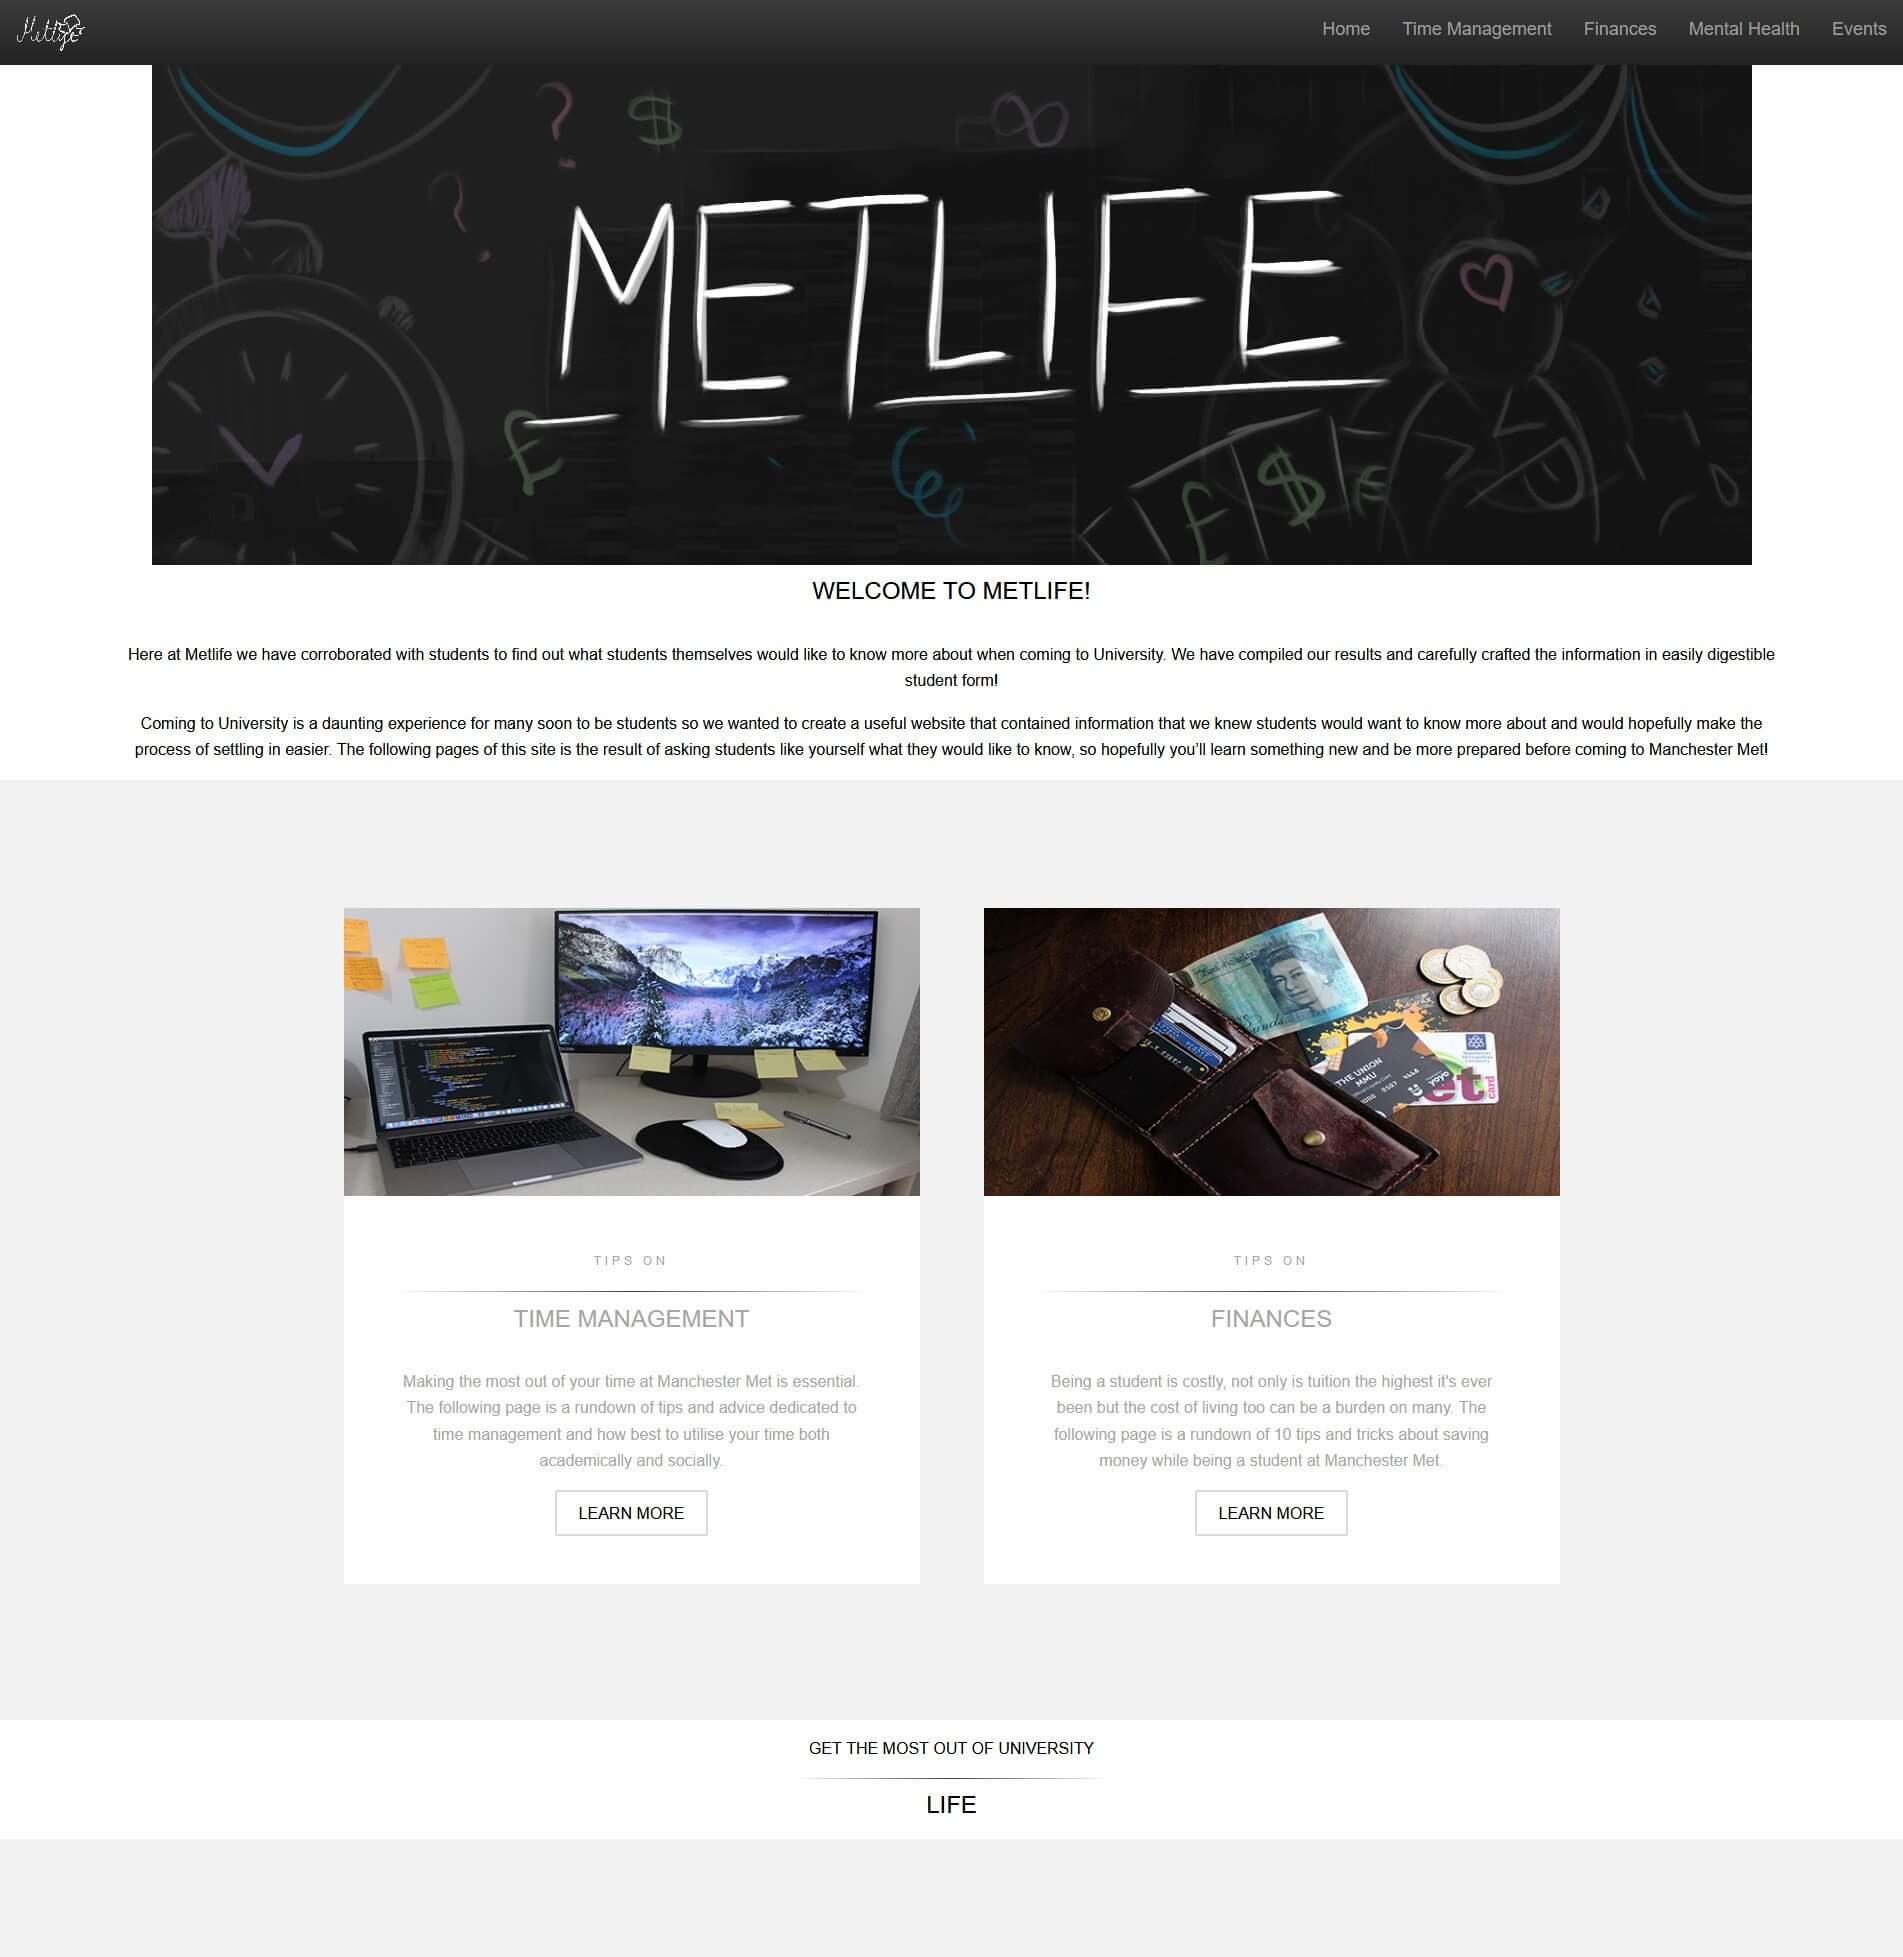 Metlife
Home Time Management Finances Mental Health Events
? $ ∞
?
METLIFE
£ £ $ £
WELCOME TO METLIFE!
Here at Metlife we have corroborated with students to find out what students themselves would like to know more about when coming to University. We have compiled our results and carefully crafted the information in easily digestible
student form!
Coming to University is a daunting experience for many soon to be students so we wanted to create a useful website that contained information that we knew students would want to know more about and would hopefully make the
process of settling in easier. The following pages of this site is the result of asking students like yourself what they would like to know, so hopefully you’ll learn something new and be more prepared before coming to Manchester Met!
THE UNION
MMU
yoyo
et
card
TIPS ON
TIME MANAGEMENT
Making the most out of your time at Manchester Met is essential.
The following page is a rundown of tips and advice dedicated to
time management and how best to utilise your time both
academically and socially.
LEARN MORE
TIPS ON
FINANCES
Being a student is costly, not only is tuition the highest it's ever
been but the cost of living too can be a burden on many. The
following page is a rundown of 10 tips and tricks about saving
money while being a student at Manchester Met.
LEARN MORE
GET THE MOST OUT OF UNIVERSITY
LIFE